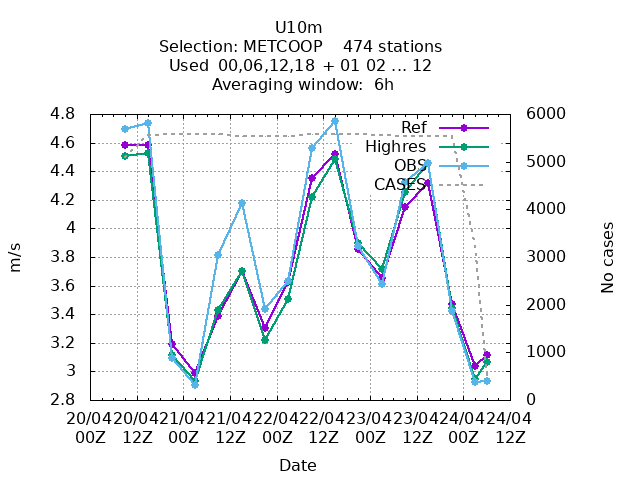 U10m
Selection: METCOOP    474 stations
Used  00,06,12,18 + 01 02 ... 12
Averaging window:  6h
4.8
4.6
4.4
4.2
4
3.8
3.6
3.4
3.2
3
2.8
m/s
Ref
Highres
OBS
CASES
6000
5000
4000
3000
2000
1000
0
No cases
20/04 20/04 21/04 21/04 22/04 22/04 23/04 23/04 24/04 24/04
00Z 12Z 00Z 12Z 00Z 12Z 00Z 12Z 00Z 12Z
Date